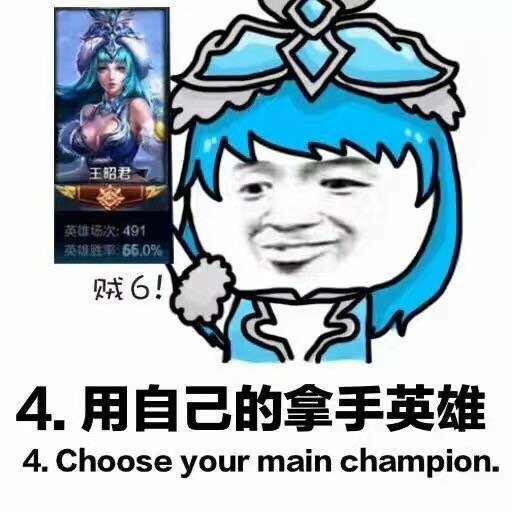 王昭君
英雄场次: 491
英雄胜率: 55.0%
贼6!
4. 用自己的拿手英雄
4. Choose your main champion.